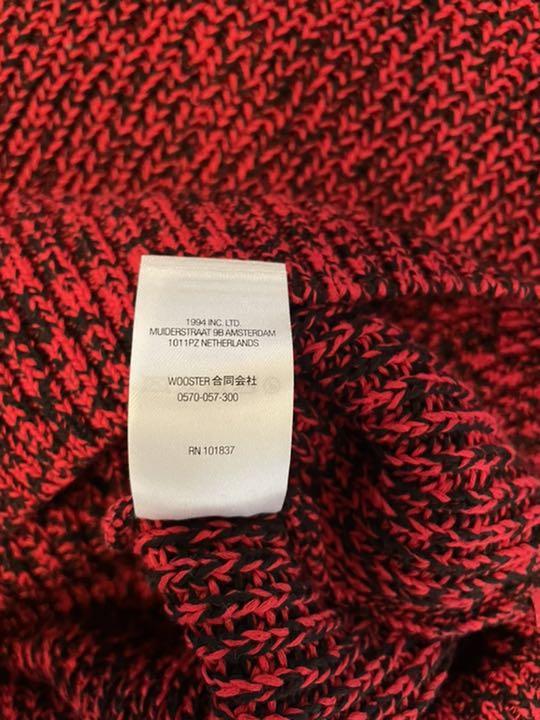 1994 INC. LTD.
MUIDERSTRAAT 9B AMSTERDAM
1011PZ NETHERLANDS
WOOSTER 合同会社
0570-057-300
RN 101837